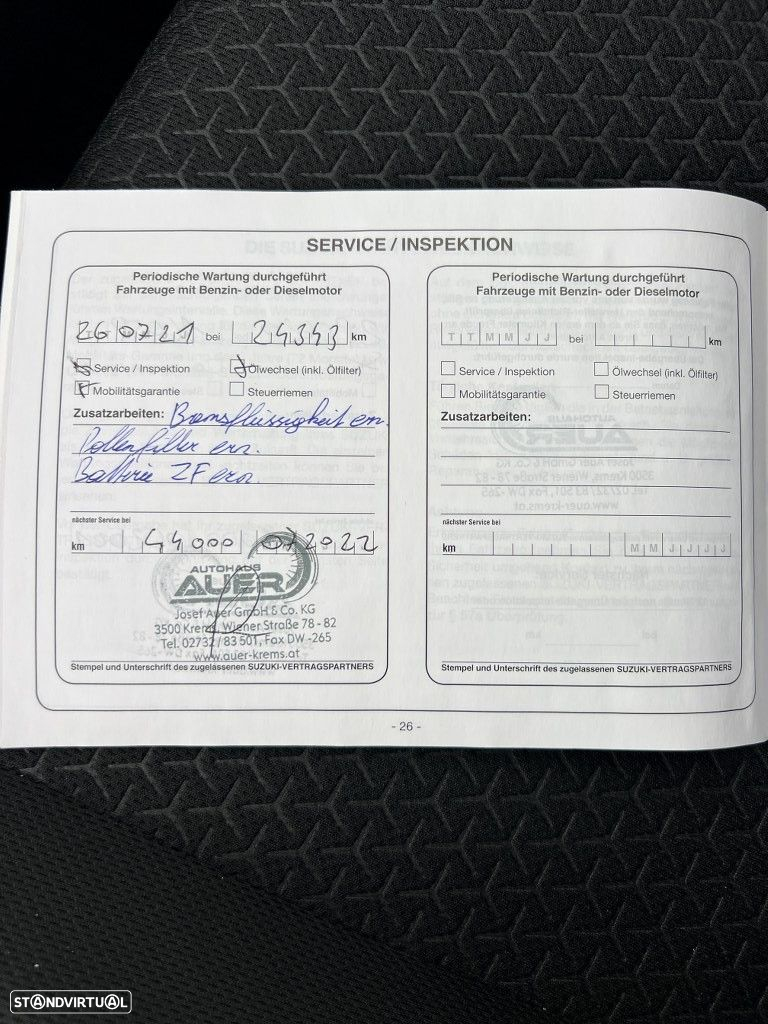 SERVICE / INSPEKTION
Periodische Wartung durchgeführt
Fahrzeuge mit Benzin- oder Dieselmotor
26 07 21 bei 24343 km
Service / Inspektion Ölwechsel (inkl. Ölfilter)
Mobilitätsgarantie Steuerriemen
Zusatzarbeiten: Bremsflüssigkeit ern.
Pollenfilter ern.
Batterie ZF ern.
nächster Service bei
km 44000 07 2022
AUTOHAUS
AUER
Josef Auer GmbH & Co. KG
3500 Krems, Wiener Straße 78 - 82
Tel. 02732 / 83 501, Fax DW -265
www.auer-krems.at
Stempel und Unterschrift des zugelassenen SUZUKI-VERTRAGSPARTNERS
Periodische Wartung durchgeführt
Fahrzeuge mit Benzin- oder Dieselmotor
T T M M J J bei km
Service / Inspektion Ölwechsel (inkl. Ölfilter)
Mobilitätsgarantie Steuerriemen
Zusatzarbeiten:
nächster Service bei
km M M J J J J
Stempel und Unterschrift des zugelassenen SUZUKI-VERTRAGSPARTNERS
- 26 -
STANDVIRTUAL